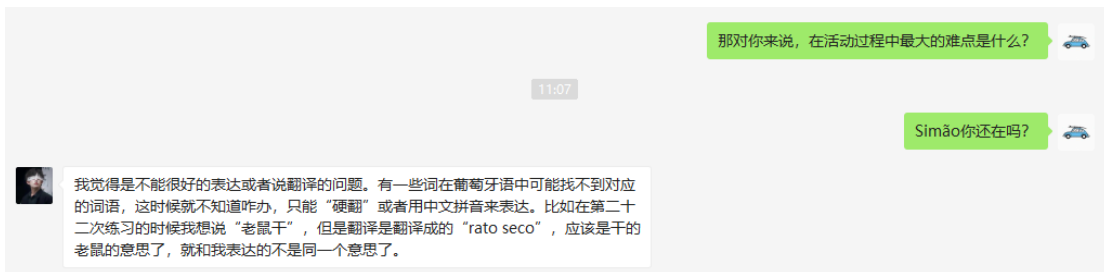 那对你来说，在活动过程中最大的难点是什么？
11:07
Simão你还在吗？
我觉得是不能很好的表达或者说翻译的问题。有一些词在葡萄牙语中可能找不到对应
的词语，这时候就不知道咋办，只能“硬翻”或者用中文拼音来表达。比如在第二十
二次练习的时候我想说“老鼠干”，但是翻译是翻译成的“rato seco”，应该是干的
老鼠的意思了，就和我表达的不是同一个意思了。